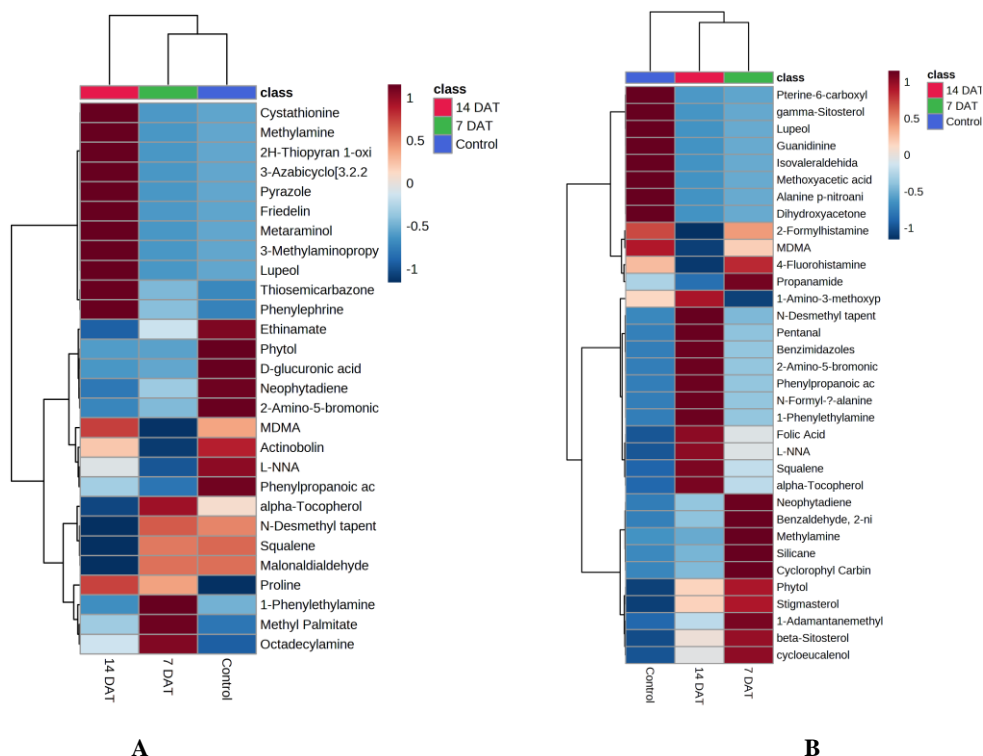 class
14 DAT
7 DAT
Control
1
0.5
0
-0.5
-1
Cystathionine
Methylamine
2H-Thiopyran 1-oxi
3-Azabicyclo[3.2.2
Pyrazole
Friedelin
Metaraminol
3-Methylaminopropy
Lupeol
Thiosemicarbazone
Phenylephrine
Ethinamate
Phytol
D-glucuronic acid
Neophytadiene
2-Amino-5-bromonic
MDMA
Actinobolin
L-NNA
Phenylpropanoic ac
alpha-Tocopherol
N-Desmethyl tapent
Squalene
Malonaldialdehyde
Proline
1-Phenylethylamine
Methyl Palmitate
Octadecylamine
14 DAT
7 DAT
Control
A
class
class
14 DAT
7 DAT
Control
1
0.5
0
-0.5
-1
Pterine-6-carboxyl
gamma-Sitosterol
Lupeol
Guanidinine
Isovaleraldehida
Methoxyacetic acid
Alanine p-nitroani
Dihydroxyacetone
2-Formylhistamine
MDMA
4-Fluorohistamine
Propanamide
1-Amino-3-methoxyp
N-Desmethyl tapent
Pentanal
Benzimidazoles
2-Amino-5-bromonic
Phenylpropanoic ac
N-Formyl-?-alanine
1-Phenylethylamine
Folic Acid
L-NNA
Squalene
alpha-Tocopherol
Neophytadiene
Benzaldehyde, 2-ni
Methylamine
Silicane
Cyclorophyl Carbin
Phytol
Stigmasterol
1-Adamantanemethyl
beta-Sitosterol
cycloeucalenol
Control
14 DAT
7 DAT
B
class